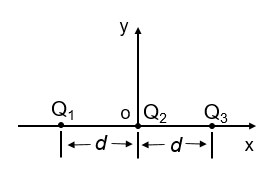 y
Q₁ o Q₂ Q₃
d d x